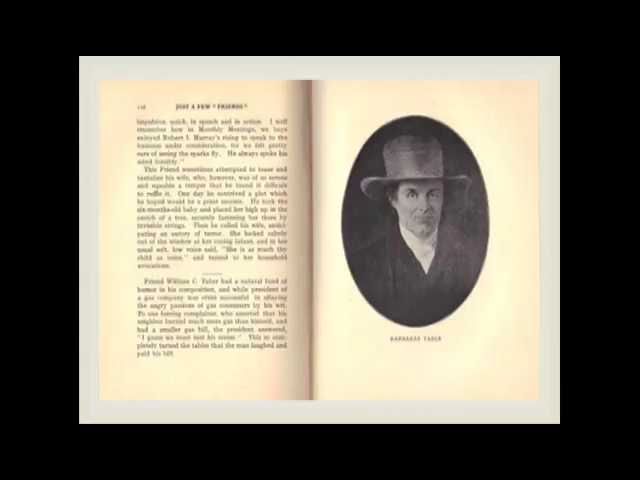 JUST A FEW "FRIENDS"
impulsive, quick, in speech and in action. I well
remember how in Monthly Meetings, we boys
enjoyed Robert I. Murray's rising to speak to the
business under consideration, for we felt pretty
sure of seeing the sparks fly. He always spoke his
mind forcibly."
This Friend sometimes attempted to tease and
tantalize his wife, who, however, was of so serene
and equable a temper that he found it difficult
to ruffle it. One day he contrived a plot which
he hoped would be a great success. He took the
six-months-old baby and placed her high up in the
crotch of a tree, securely fastening her there by
invisible strings. Then he called his wife, antici-
pating an outcry of terror. She looked calmly
out of the window at her cooing infant, and in her
usual soft, low voice said, "She is as much thy
child as mine," and turned to her household
avocations.
Friend William C. Taber had a natural fund of
humor in his composition, and while president of
a gas company was often successful in allaying
the angry passions of gas consumers by his wit.
To one fuming complainer, who asserted that his
neighbor burned much more gas than himself, and
had a smaller gas bill, the president answered,
"I guess we must test his meter." This so com-
pletely turned the tables that the man laughed and
paid his bill
BARNABAS TABER